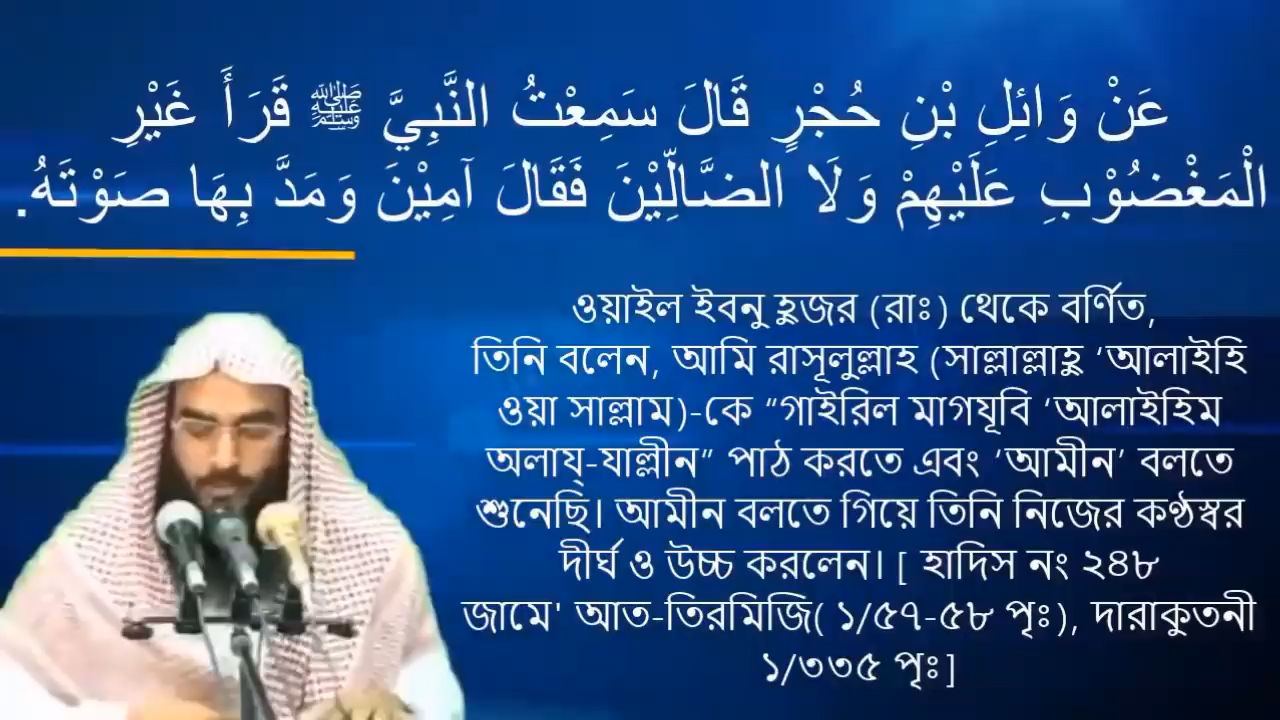 عَنْ وَائِلِ بْنِ حُجْرٍ قَالَ سَمِعْتُ النَّبِيَّ ﷺ قَرَأَ غَيْرِ
الْمَغْضُوْبِ عَلَيْهِمْ وَلَا الضَّالِّيْنَ فَقَالَ آمِيْنَ وَمَدَّ بِهَا صَوْتَهُ.
ওয়াইল ইবনু হুজর (রাঃ) থেকে বর্ণিত,
তিনি বলেন, আমি রাসূলুল্লাহ (সাল্লাল্লাহু ‘আলাইহি
ওয়া সাল্লাম)-কে “গাইরিল মাগযূবি ‘আলাইহিম
অলায্-যাল্লীন” পাঠ করতে এবং ‘আমীন’ বলতে
শুনেছি। আমীন বলতে গিয়ে তিনি নিজের কণ্ঠস্বর
দীর্ঘ ও উচ্চ করলেন। [ হাদিস নং ২৪৮
জামে' আত-তিরমিজি( ১/৫৭-৫৮ পৃঃ), দারাকুতনী
১/৩৩৫ পৃঃ]